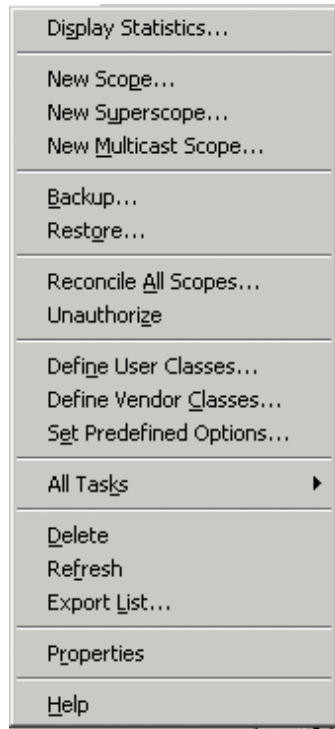 Display Statistics...
New Scope...
New Superscope...
New Multicast Scope...
Backup...
Restore...
Reconcile All Scopes...
Unauthorize
Define User Classes...
Define Vendor Classes...
Set Predefined Options...
All Tasks
Delete
Refresh
Export List...
Properties
Help